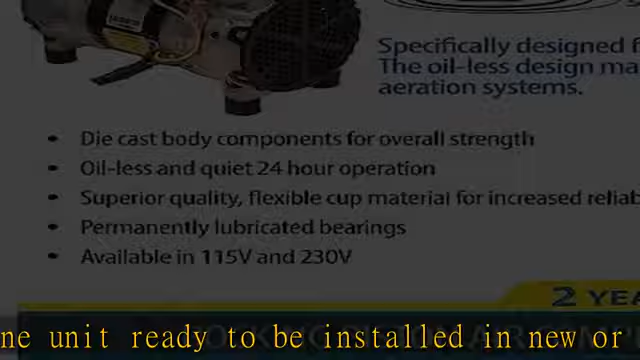 Specifically designed f
The oil-less design ma
aeration systems.
• Die cast body components for overall strength
• Oil-less and quiet 24 hour operation
• Superior quality, flexible cup material for increased reliab
• Permanently lubricated bearings
• Available in 115V and 230V
2 YEA
ne unit ready to be installed in new or